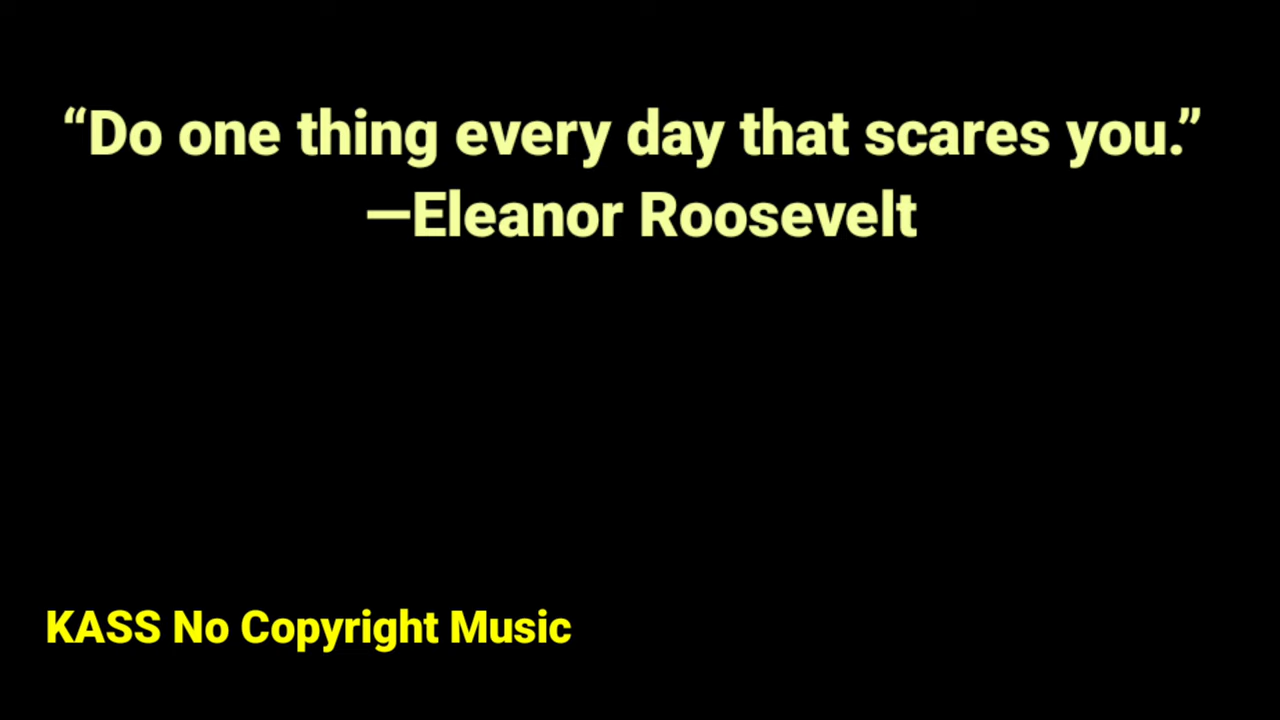 “Do one thing every day that scares you.”
—Eleanor Roosevelt
KASS No Copyright Music